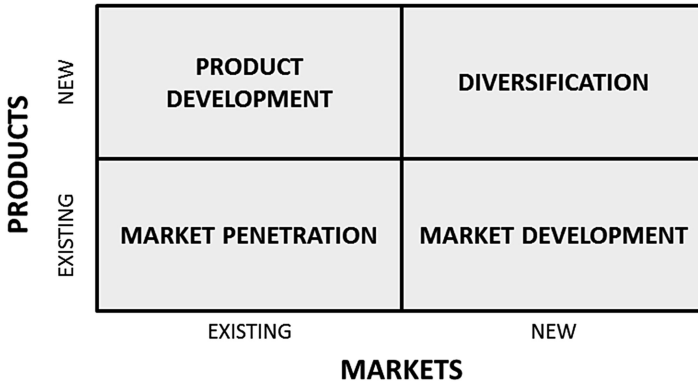 PRODUCTS
NEW
PRODUCT
DEVELOPMENT
DIVERSIFICATION
EXISTING
MARKET PENETRATION
MARKET DEVELOPMENT
EXISTING
NEW
MARKETS